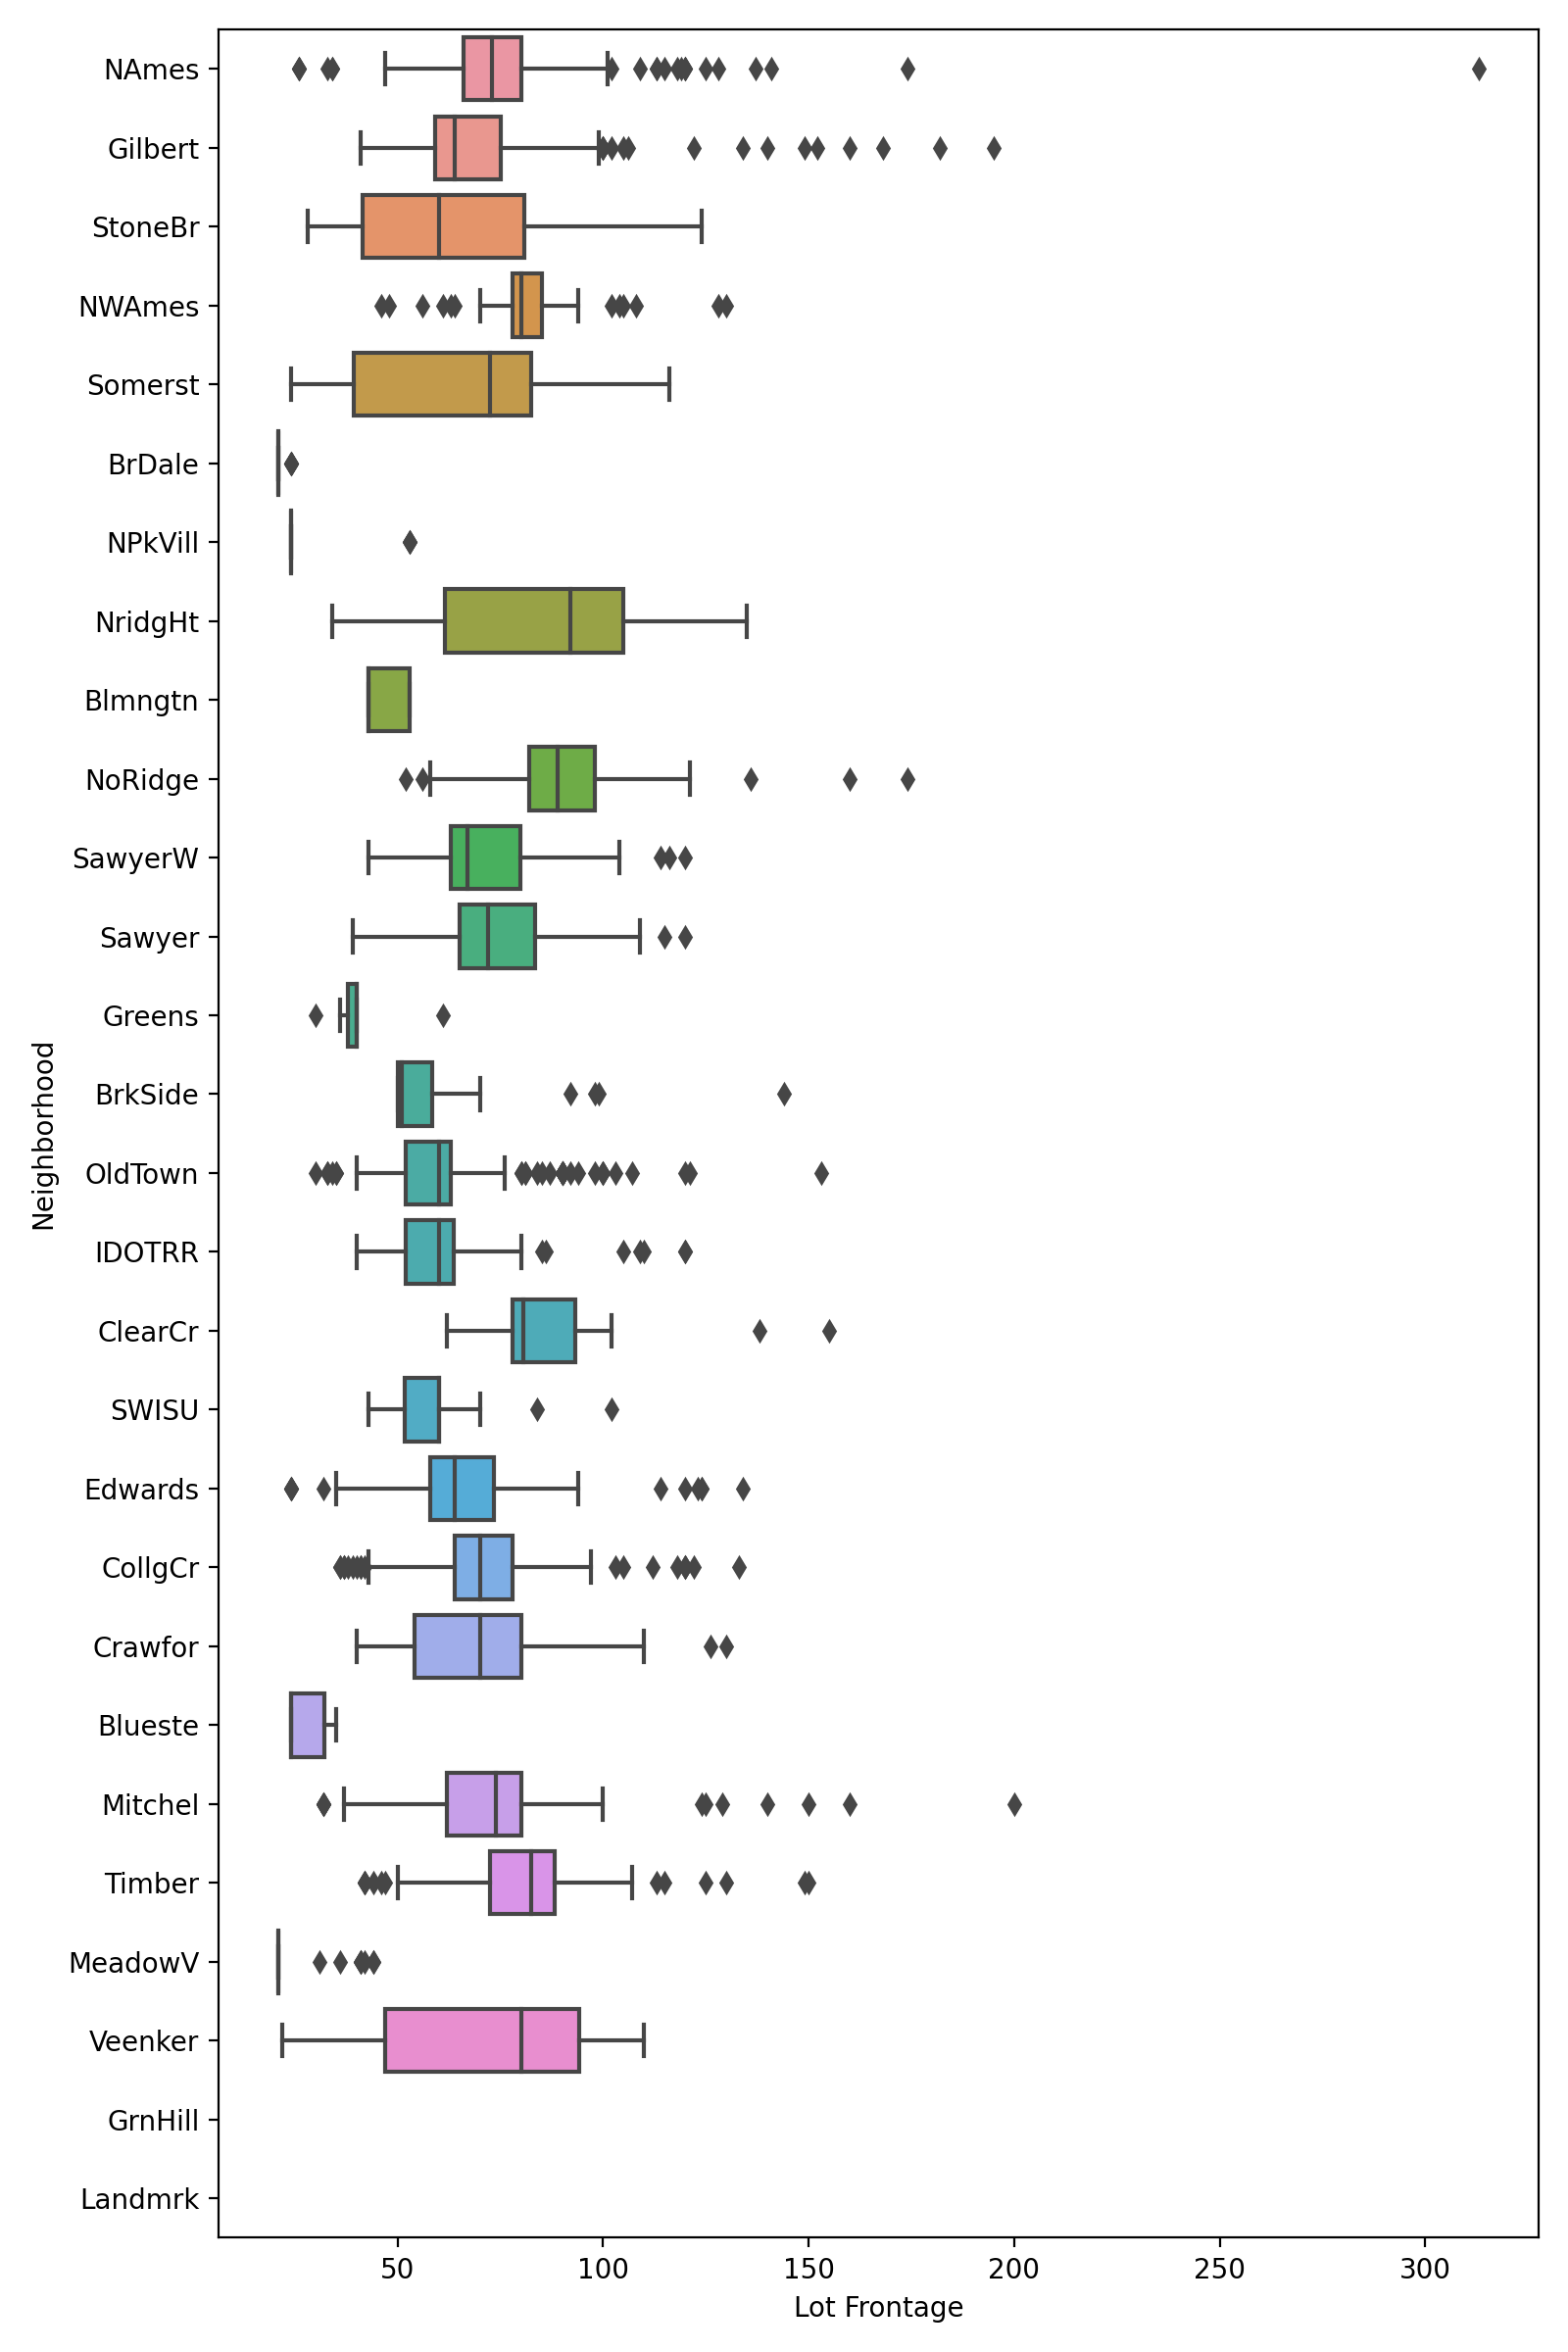 NAmes
Gilbert
StoneBr
NWAmes
Somerst
BrDale
NPkVill
NridgHt
Blmngtn
NoRidge
SawyerW
Sawyer
Greens
BrkSide
OldTown
IDOTRR
ClearCr
SWISU
Edwards
CollgCr
Crawfor
Blueste
Mitchel
Timber
MeadowV
Veenker
GrnHill
Landmrk
Neighborhood
50 100 150 200 250 300
Lot Frontage